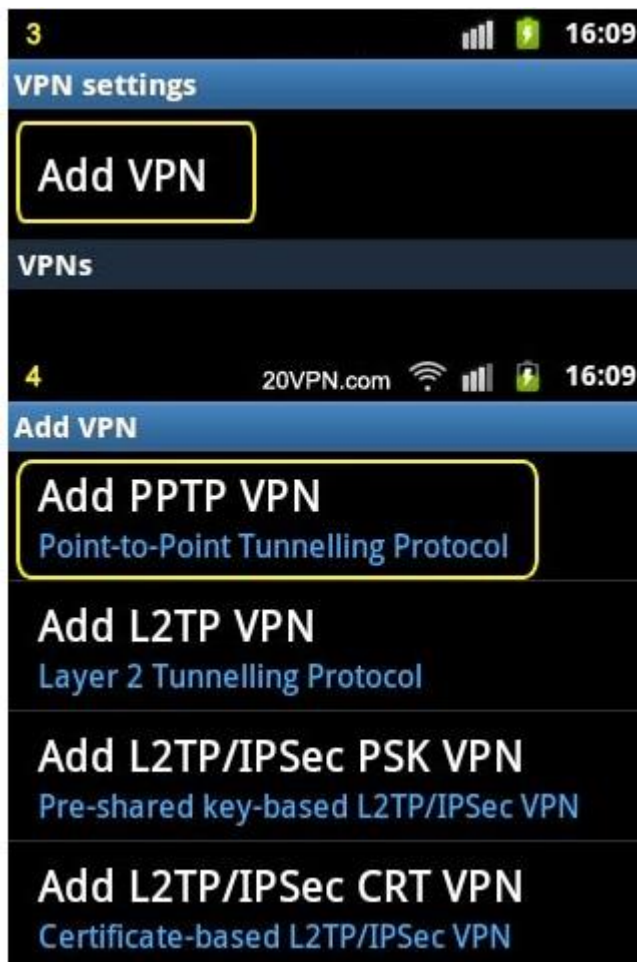 3 16:09
VPN settings
Add VPN
VPNs
4 20VPN.com 16:09
Add VPN
Add PPTP VPN
Point-to-Point Tunnelling Protocol
Add L2TP VPN
Layer 2 Tunnelling Protocol
Add L2TP/IPSec PSK VPN
Pre-shared key-based L2TP/IPSec VPN
Add L2TP/IPSec CRT VPN
Certificate-based L2TP/IPSec VPN